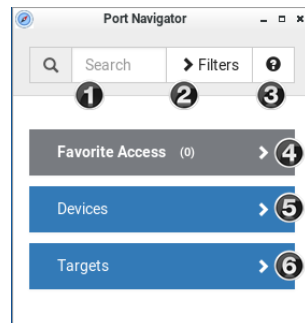 Port Navigator
Search Filters
1 2 3
Favorite Access (0) 4
Devices 5
Targets 6